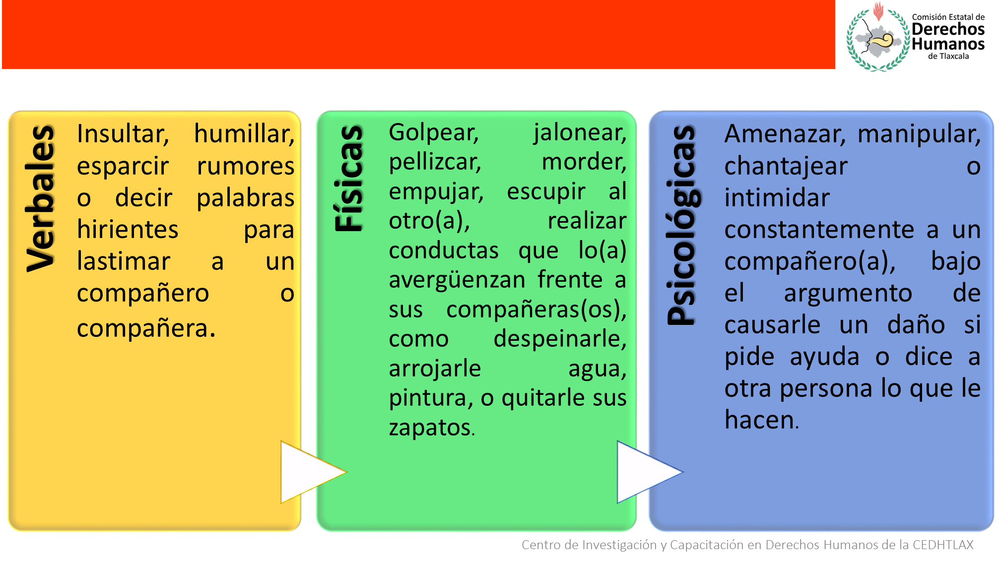 Comisión Estatal de
Derechos
Humanos
de Tlaxcala
Verbales
Insultar, humillar,
esparcir rumores
o decir palabras
hirientes para
lastimar a un
compañero o
compañera.
Físicas
Golpear, jalonear,
pellizcar, morder,
empujar, escupir al
otro(a), realizar
conductas que lo(a)
avergüenzan frente a
sus compañeras(os),
como despeinarle,
arrojarle agua,
pintura, o quitarle sus
zapatos.
Psicológicas
Amenazar, manipular,
chantajear o
intimidar
constantemente a un
compañero(a), bajo
el argumento de
causarle un daño si
pide ayuda o dice a
otra persona lo que le
hacen.
Centro de Investigación y Capacitación en Derechos Humanos de la CEDHTLAX